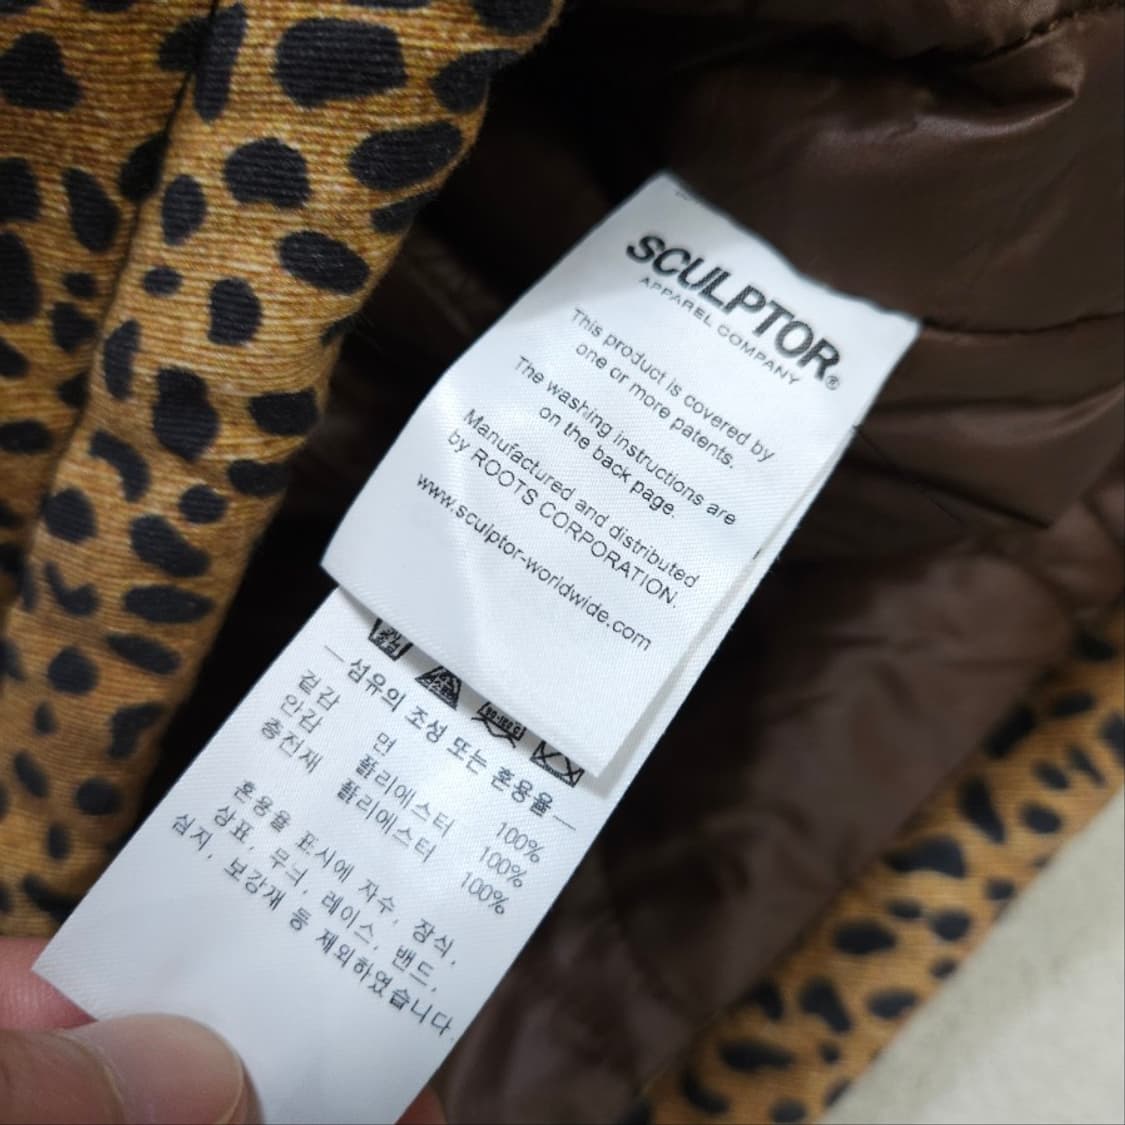 SCULPTOR®
APPAREL COMPANY
This product is covered by
one or more patents.
The washing instructions are
on the back page.
Manufactured and distributed
by ROOTS CORPORATION.
www.sculptor-worldwide.com
섬유의 조성 또는 혼용율
겉감 면 100%
안감 폴리에스터 100%
충전재 폴리에스터 100%
혼용율 표시에 자수, 장식,
상표, 무늬, 레이스, 밴드,
심지, 보강재 등 제외하였습니다.